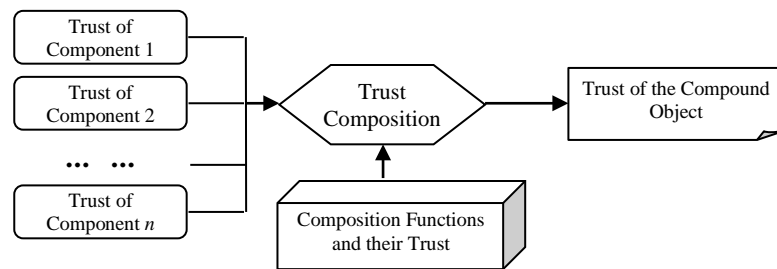 Trust of
Component 1
Trust of
Component 2
... ...
Trust of
Component n
Trust
Composition
Composition Functions
and their Trust
Trust of the Compound
Object